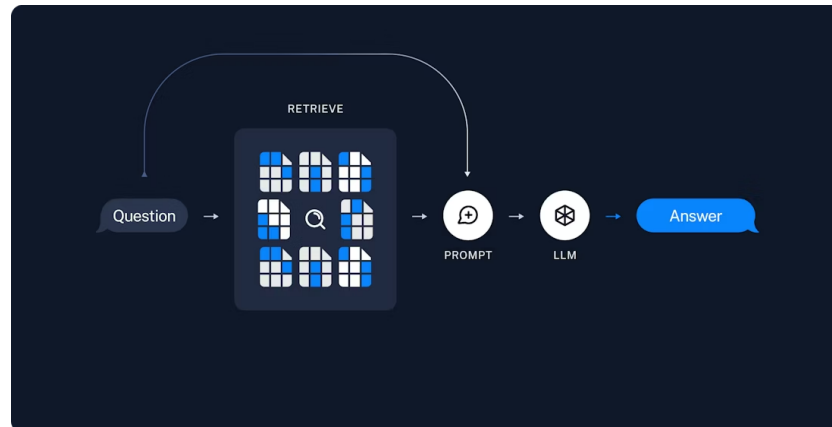 RETRIEVE
Question
Answer
PROMPT
LLM